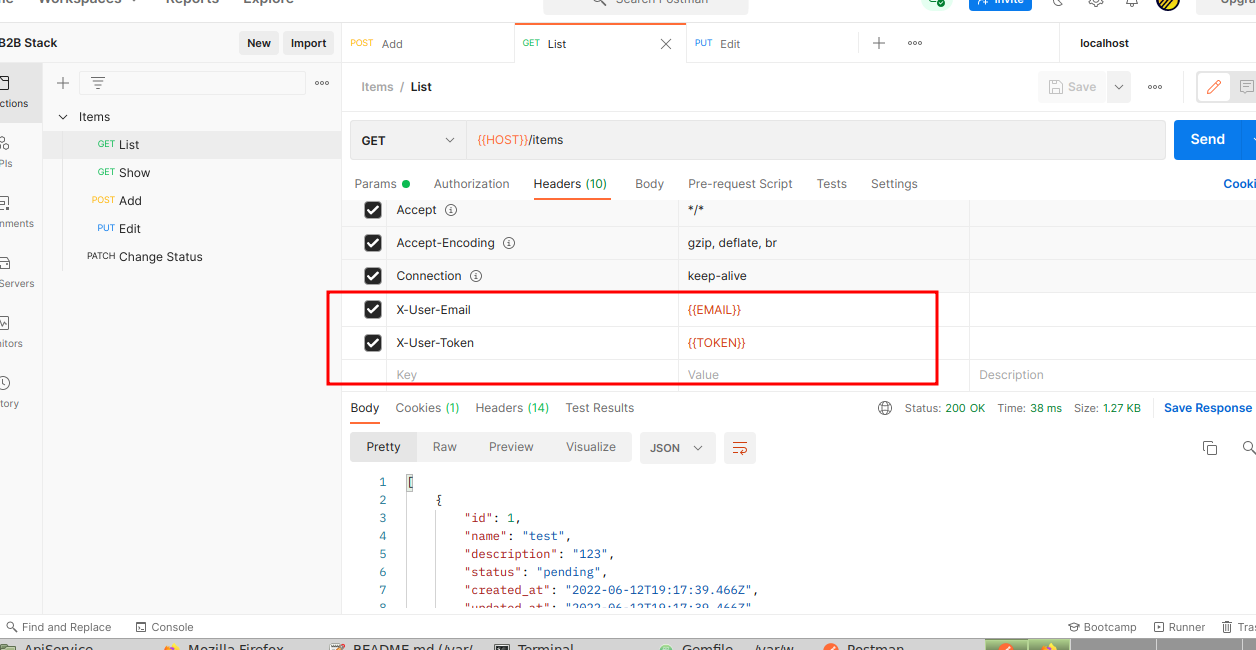 me Workspaces Reports Explore Search Postman Invite Upgra
B2B Stack New Import POST Add GET List PUT Edit localhost
ctions Items / List Save
Items
GET List GET {{HOST}}/items Send
PIs GET Show Params Authorization Headers (10) Body Pre-request Script Tests Settings Cooki
POST Add Accept */*
nments PUT Edit Accept-Encoding gzip, deflate, br
PATCH Change Status Connection keep-alive
Servers X-User-Email {{EMAIL}}
nitors X-User-Token {{TOKEN}}
Key Value Description
tory Body Cookies (1) Headers (14) Test Results Status: 200 OK Time: 38 ms Size: 1.27 KB Save Response
Pretty Raw Preview Visualize JSON
1 [
2 {
3 "id": 1,
4 "name": "test",
5 "description": "123",
6 "status": "pending",
7 "created_at": "2022-06-12T19:17:39.466Z",
8 "updated_at": "2022-06-12T19:17:39.466Z"
Find and Replace Console Bootcamp Runner Tras
ApiService Mozilla Firefox README.md (/var/ Terminal Gemfile /var/w Postman